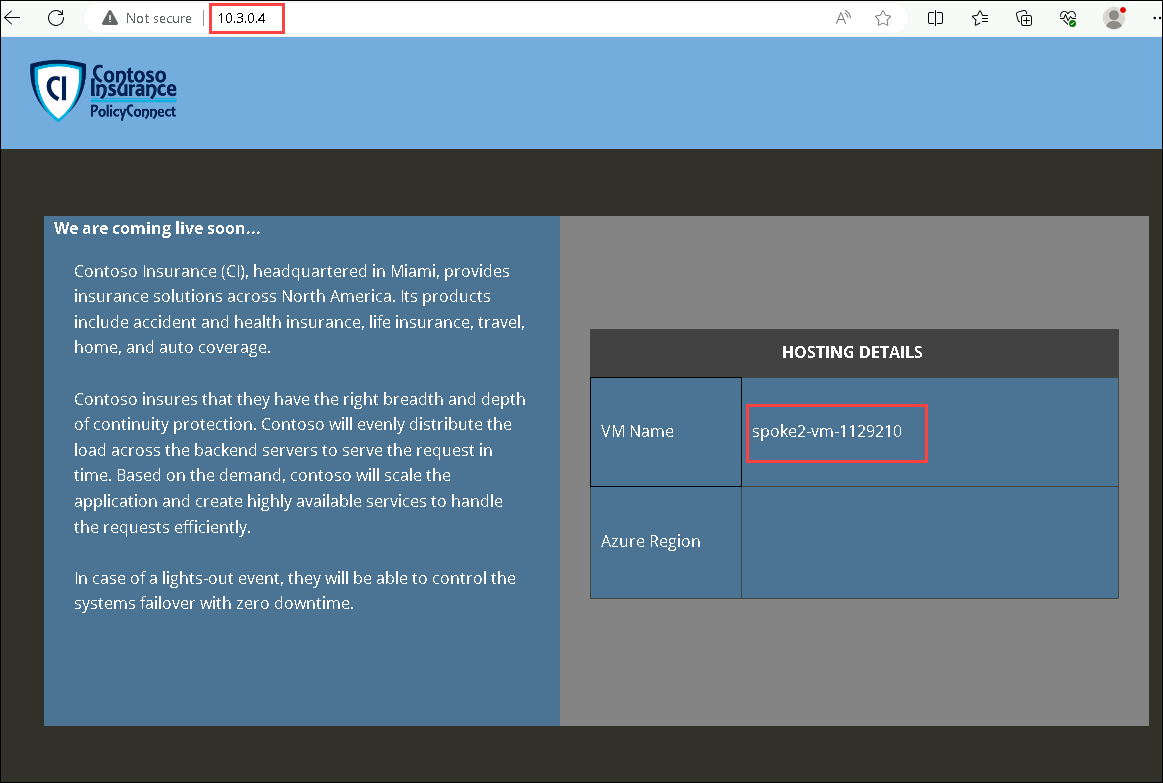 Not secure | 10.3.0.4
CI
Contoso
Insurance
PolicyConnect
We are coming live soon...
Contoso Insurance (CI), headquartered in Miami, provides
insurance solutions across North America. Its products
include accident and health insurance, life insurance, travel,
home, and auto coverage.
Contoso insures that they have the right breadth and depth
of continuity protection. Contoso will evenly distribute the
load across the backend servers to serve the request in
time. Based on the demand, contoso will scale the
application and create highly available services to handle
the requests efficiently.
In case of a lights-out event, they will be able to control the
systems failover with zero downtime.
HOSTING DETAILS
VM Name
spoke2-vm-1129210
Azure Region